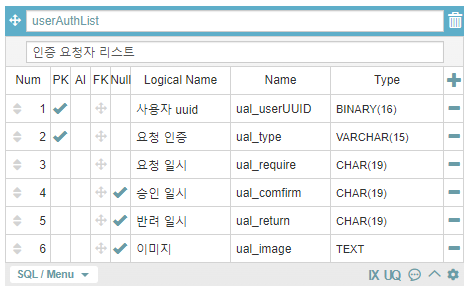 userAuthList
인증 요청자 리스트
Num PK AI FK Null Logical Name Name Type
1 사용자 uuid ual_userUUID BINARY(16)
2 요청 인증 ual_type VARCHAR(15)
3 요청 일시 ual_require CHAR(19)
4 승인 일시 ual_comfirm CHAR(19)
5 반려 일시 ual_return CHAR(19)
6 이미지 ual_image TEXT
SQL / Menu IX UQ